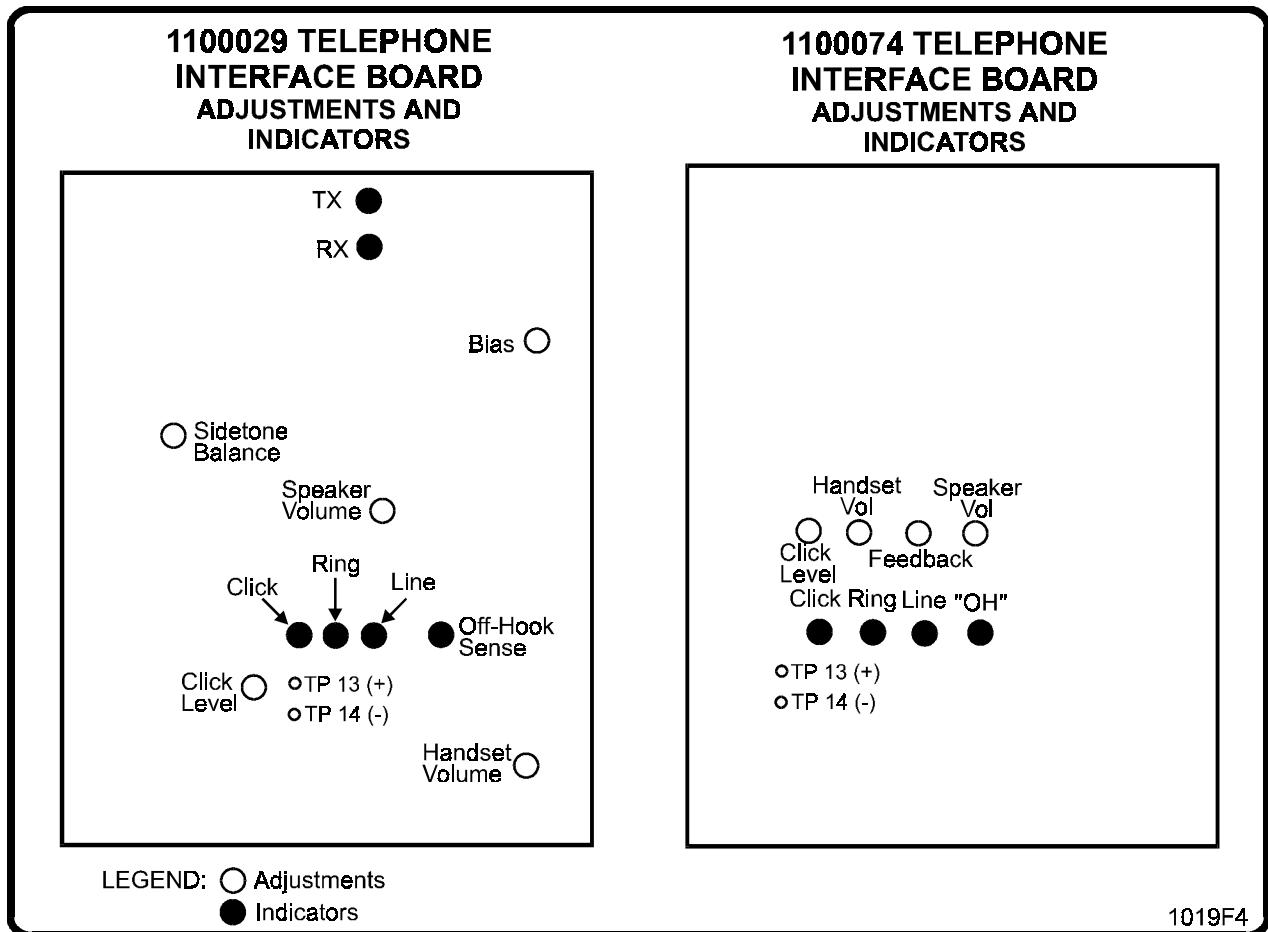 1100029 TELEPHONE
INTERFACE BOARD
ADJUSTMENTS AND
INDICATORS
TX
RX
Bias
Sidetone
Balance
Speaker
Volume
Ring
Click
Line
Off-Hook
Sense
Click
Level
TP 13 (+)
TP 14 (-)
Handset
Volume
1100074 TELEPHONE
INTERFACE BOARD
ADJUSTMENTS AND
INDICATORS
Handset
Vol
Speaker
Vol
Click
Level
Feedback
Click Ring Line "OH"
TP 13 (+)
TP 14 (-)
LEGEND: Adjustments
Indicators
1019F4